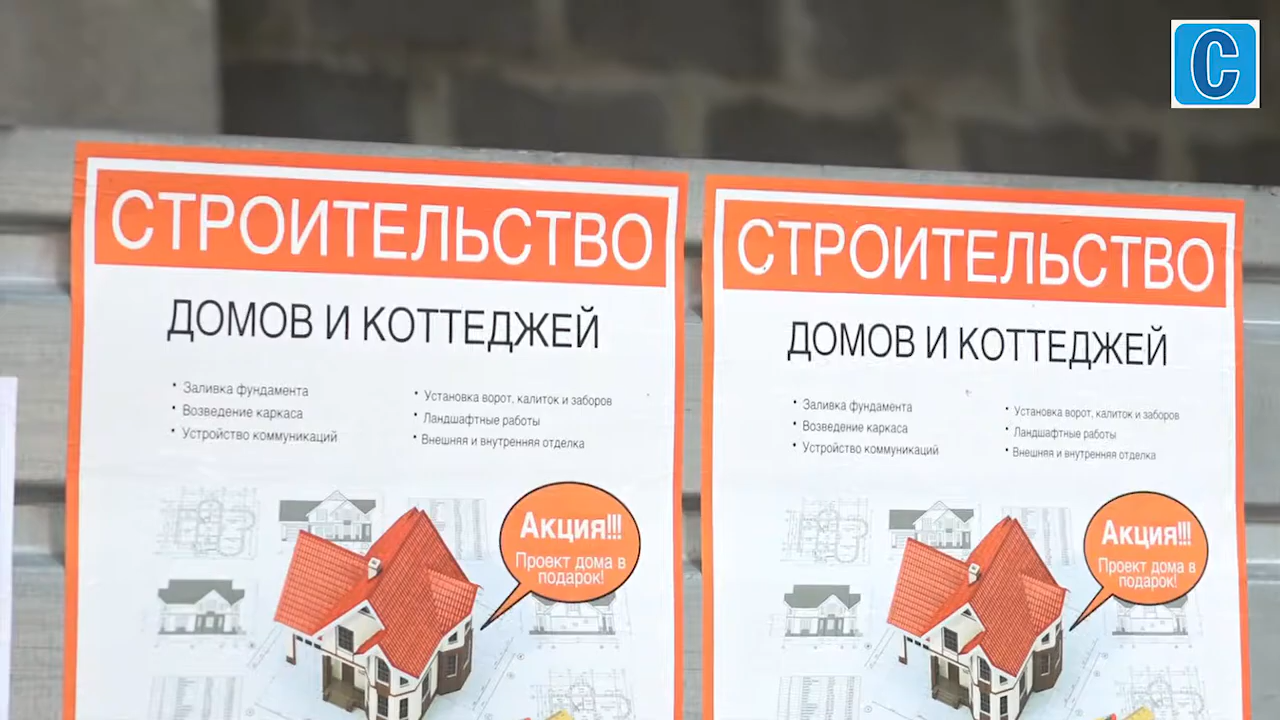 С
СТРОИТЕЛЬСТВО
ДОМОВ И КОТТЕДЖЕЙ
• Заливка фундамента
• Возведение каркаса
• Устройство коммуникаций
• Установка ворот, калиток и заборов
• Ландшафтные работы
• Внешняя и внутренняя отделка
Акция!!!
Проект дома в
подарок!
СТРОИТЕЛЬСТВО
ДОМОВ И КОТТЕДЖЕЙ
• Заливка фундамента
• Возведение каркаса
• Устройство коммуникаций
• Установка ворот, калиток и заборов
• Ландшафтные работы
• Внешняя и внутренняя отделка
Акция!!!
Проект дома в
подарок!